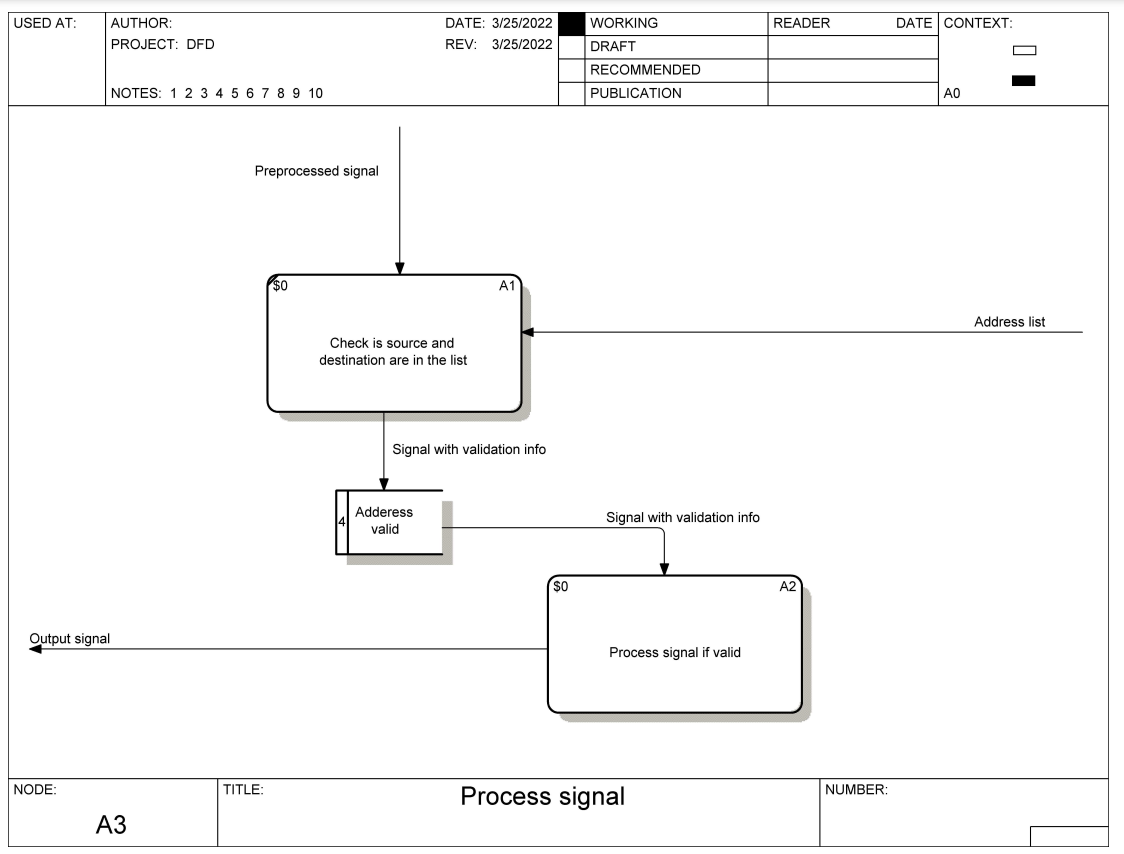 USED AT:
AUTHOR:
DATE: 3/25/2022
PROJECT: DFD
REV: 3/25/2022
NOTES: 1 2 3 4 5 6 7 8 9 10
WORKING
DRAFT
RECOMMENDED
PUBLICATION
READER DATE
CONTEXT:
A0
Preprocessed signal
$0 A1
Check is source and
destination are in the list
Address list
Signal with validation info
4
Adderess
valid
Signal with validation info
$0 A2
Process signal if valid
Output signal
NODE:
A3
TITLE:
Process signal
NUMBER: